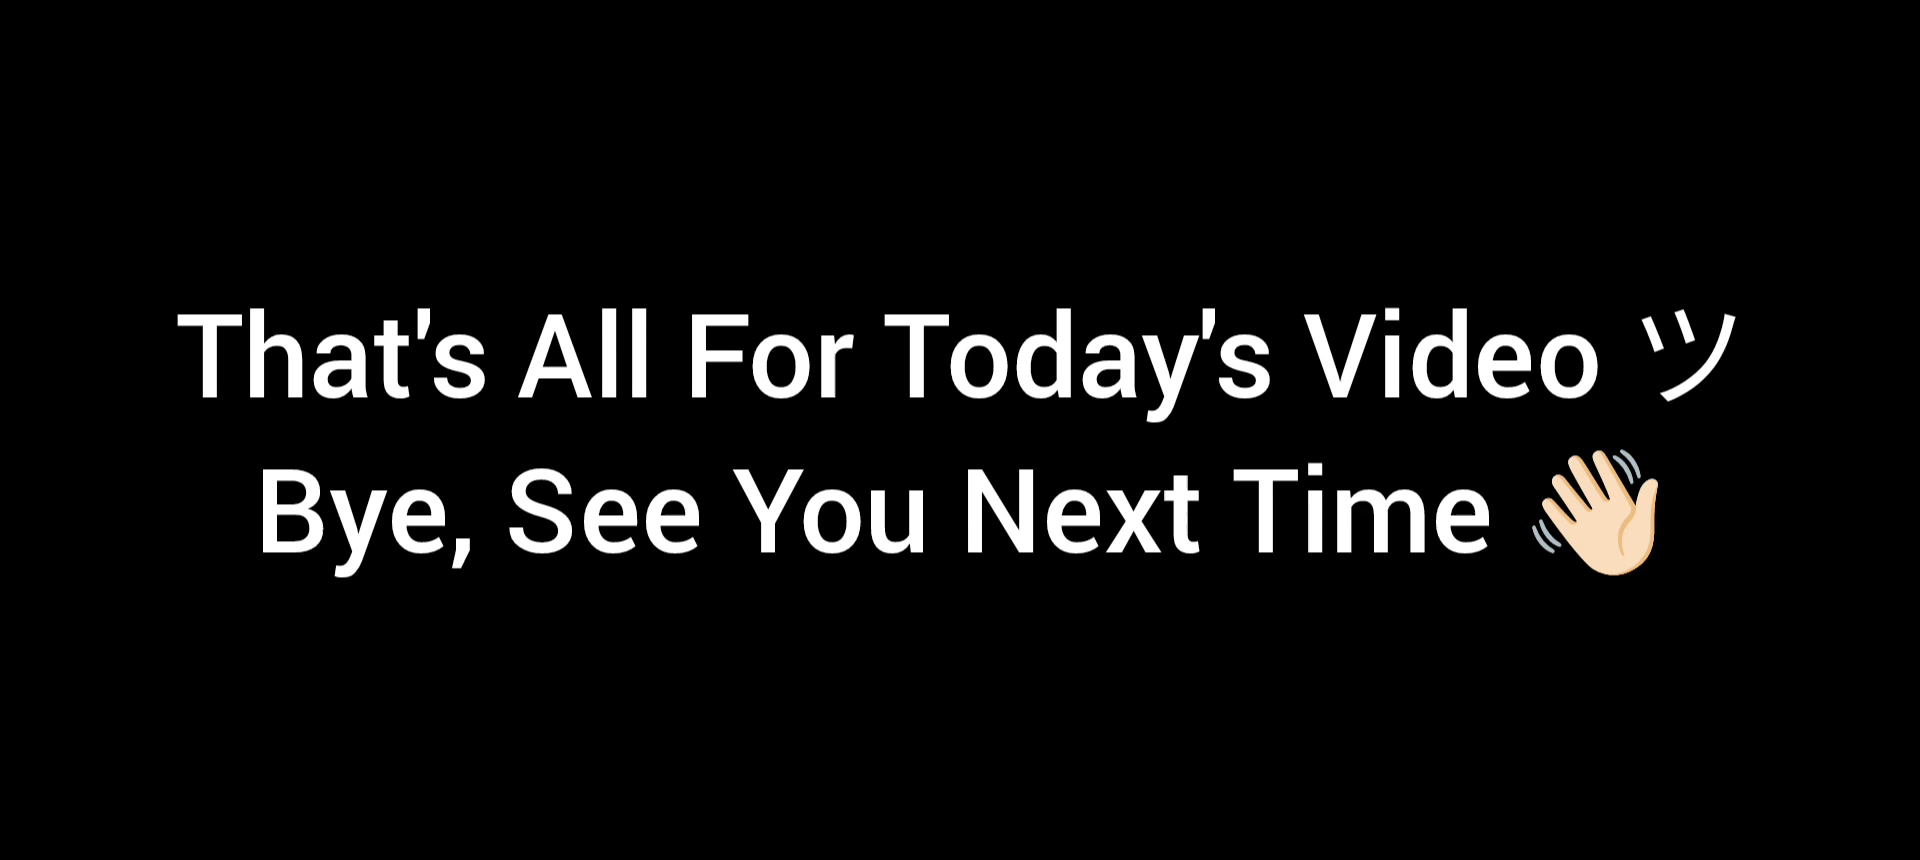 That's All For Today's Video ツ
Bye, See You Next Time 👋🏻